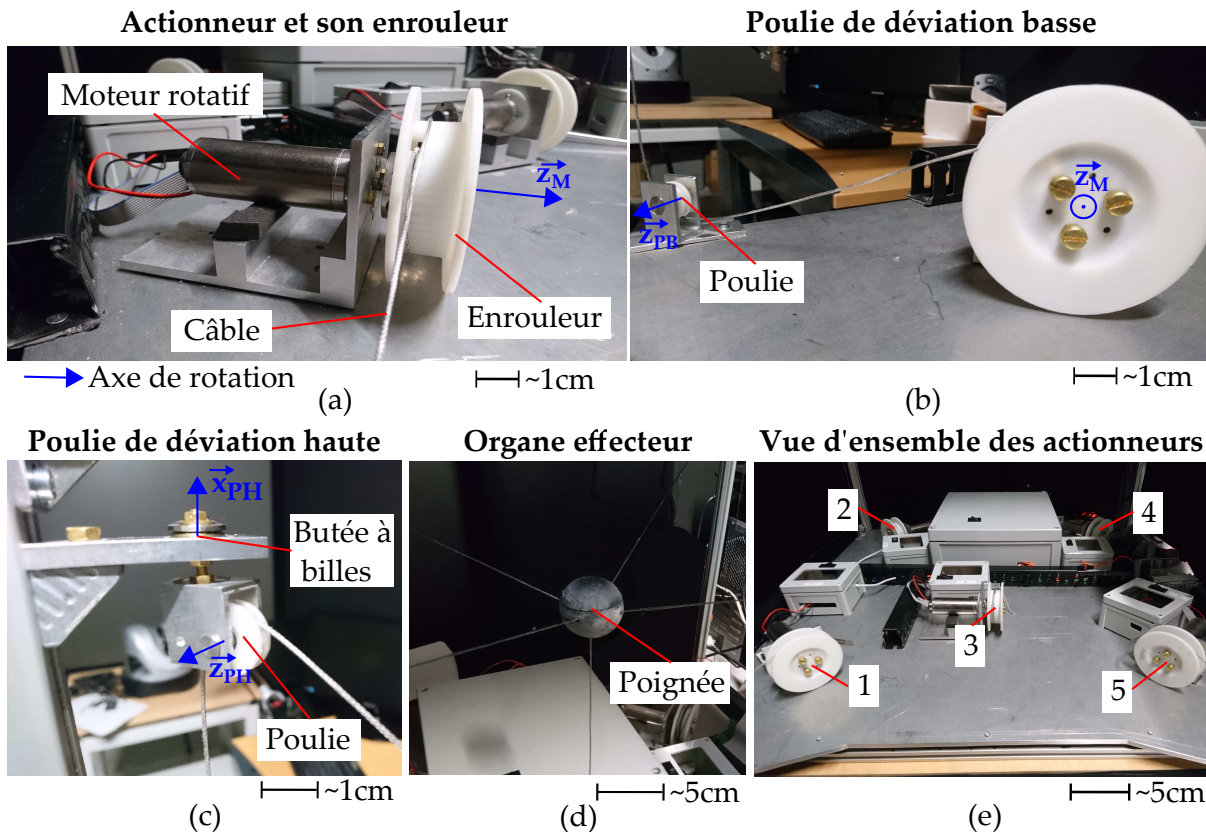 Actionneur et son enrouleur
Moteur rotatif
z_M
Câble
Enrouleur
Axe de rotation
~1cm
(a)
Poulie de déviation basse
z_M
z_PB
Poulie
~1cm
(b)
Poulie de déviation haute
x_PH
Butée à
billes
z_PH
Poulie
~1cm
(c)
Organe effecteur
Poignée
~5cm
(d)
Vue d'ensemble des actionneurs
2
4
3
1
5
~5cm
(e)